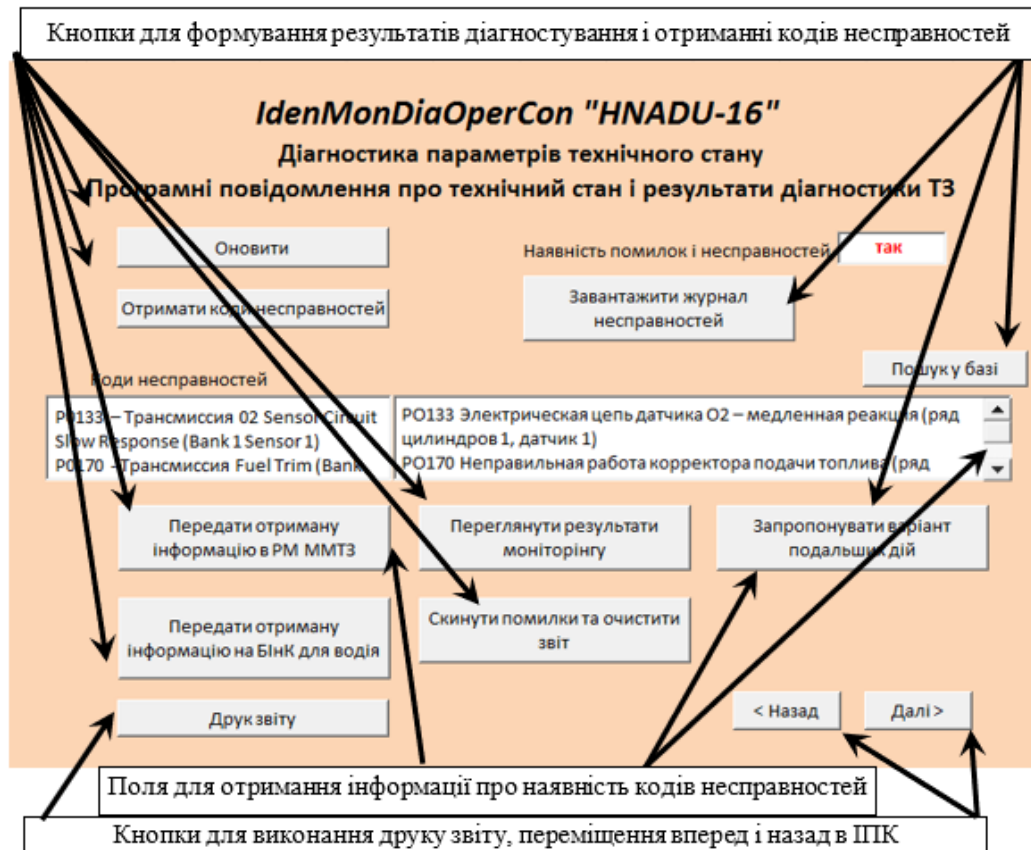 Кнопки для формування результатів діагностування і отриманні кодів несправностей
IdenMonDiaOperCon "HNADU-16"
Діагностика параметрів технічного стану
Програмні повідомлення про технічний стан і результати діагностики ТЗ
Оновити
Наявність помилок і несправностей
так
Отримати коди несправностей
Завантажити журнал
несправностей
Пошук у базі
Коди несправностей
P0133 – Трансмиссия 02 Sensor Circuit
Slow Response (Bank 1 Sensor 1)
P0170 –Трансмиссия Fuel Trim (Bank
PO133 Электрическая цепь датчика О2 – медленная реакция (ряд
цилиндров 1, датчик 1)
PO170 Неправильная работа корректора подачи топлива (ряд
Передати отриману
інформацію в РМ ММТЗ
Переглянути результати
моніторінгу
Запропонувати варіант
подальших дій
Передати отриману
інформацію на БІнК для водія
Скинути помилки та очистити
звіт
Друк звіту
< Назад
Далі >
Поля для отримання інформації про наявність кодів несправностей
Кнопки для виконання друку звіту, переміщення вперед і назад в ІПК